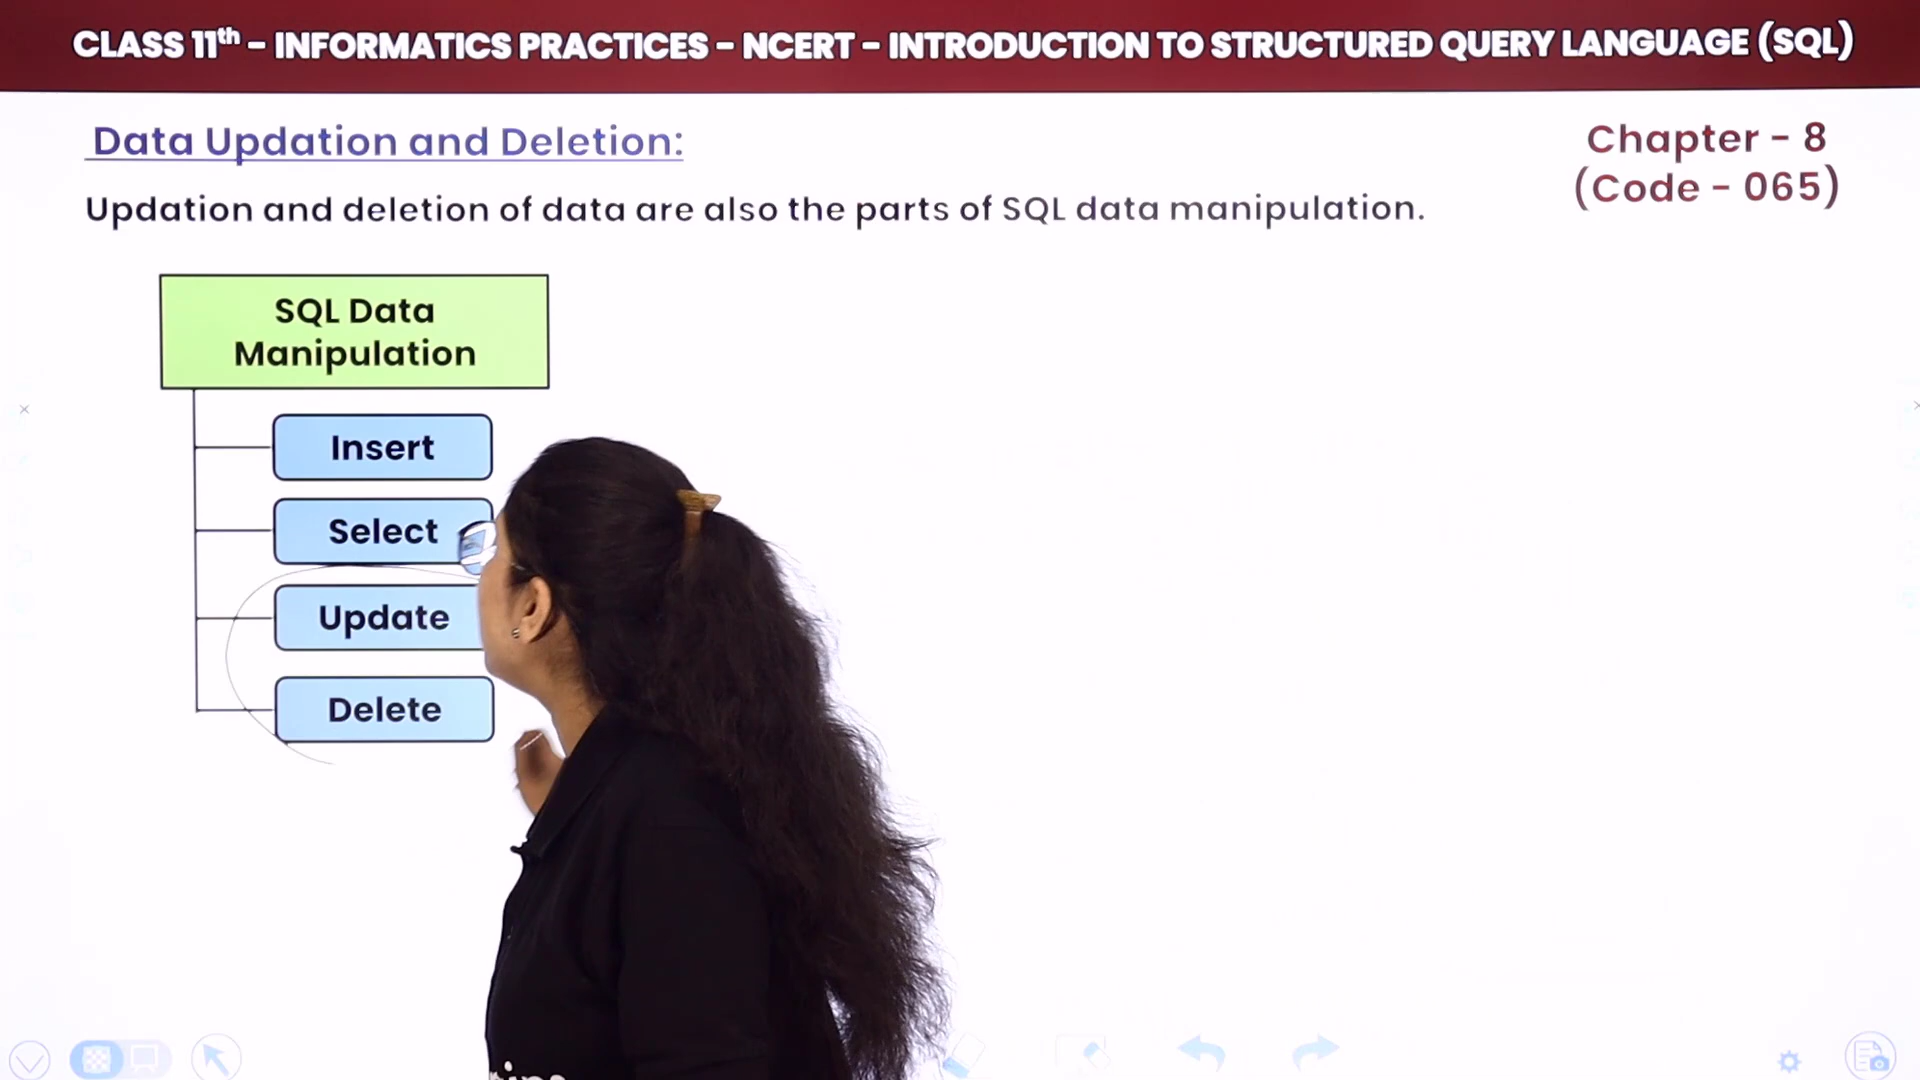 CLASS 11th – INFORMATICS PRACTICES – NCERT – INTRODUCTION TO STRUCTURED QUERY LANGUAGE (SQL)
Data Updation and Deletion:
Chapter - 8
(Code - 065)
Updation and deletion of data are also the parts of SQL data manipulation.
SQL Data
Manipulation
Insert
Select
Update
Delete